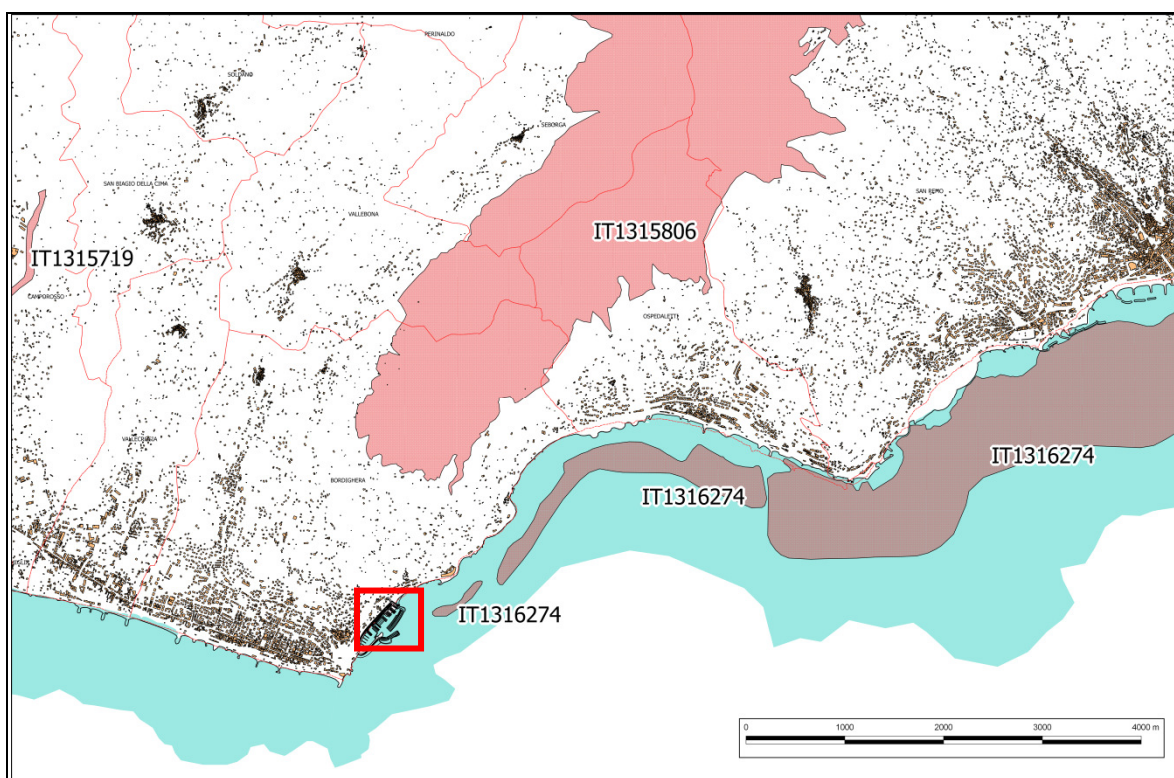 PERINALDO
SOLDANO
SEBORGA
SAN BIAGIO DELLA CIMA
SAN REMO
VALLEBONA
IT1315806
IT1315719
CAMPOROSSO
OSPEDALETTI
VALLECROSIA
IT1316274
BORDIGHERA
IT1316274
IT1316274
0 1000 2000 3000 4000 m